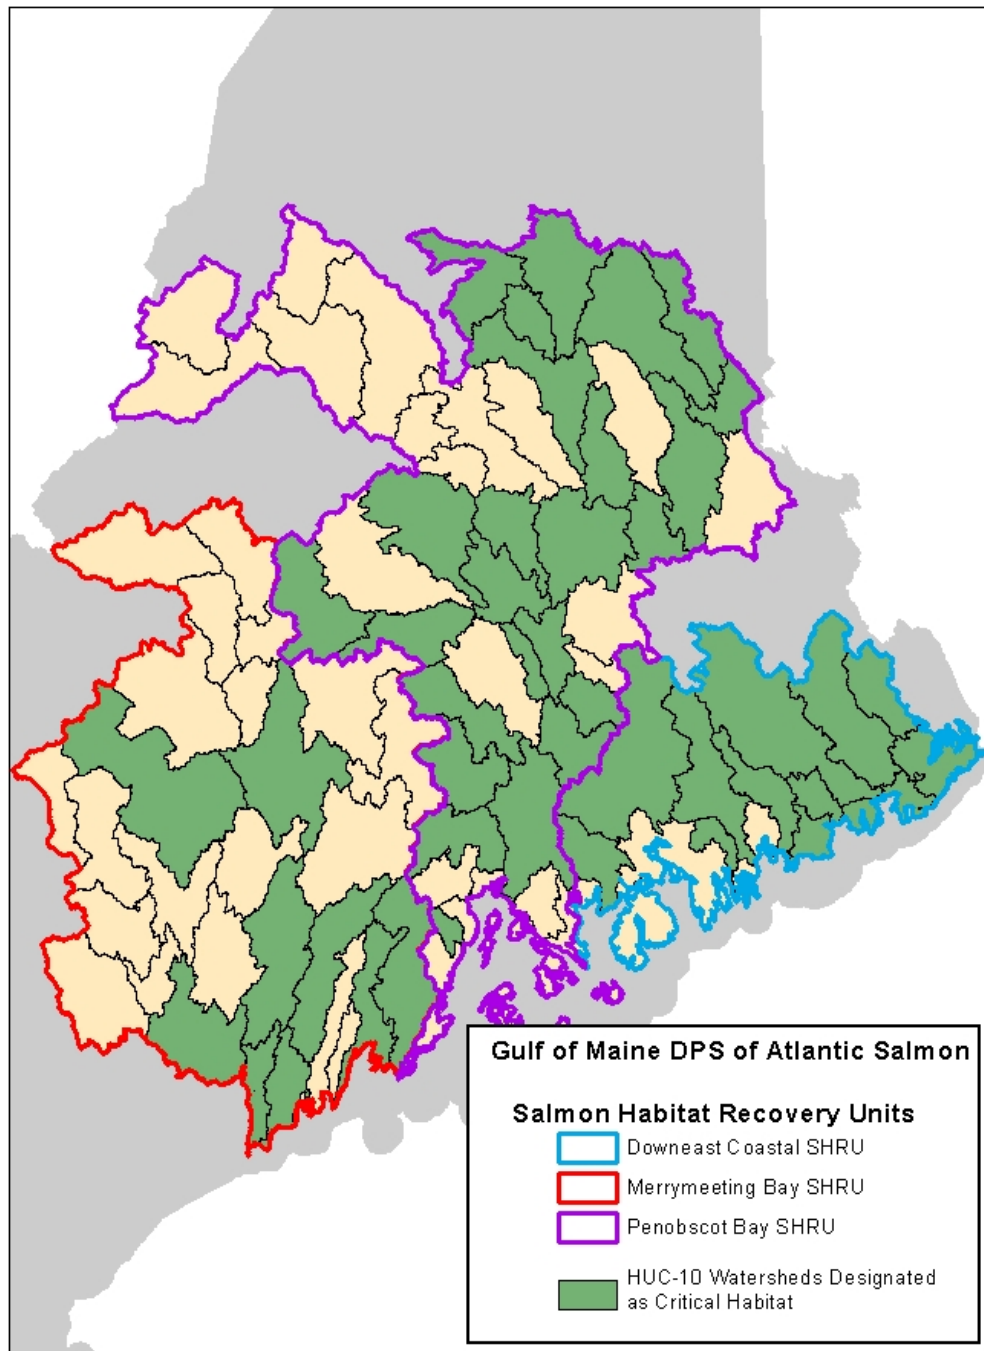 Gulf of Maine DPS of Atlantic Salmon
Salmon Habitat Recovery Units
Downeast Coastal SHRU
Merrymeeting Bay SHRU
Penobscot Bay SHRU
HUC-10 Watersheds Designated
as Critical Habitat